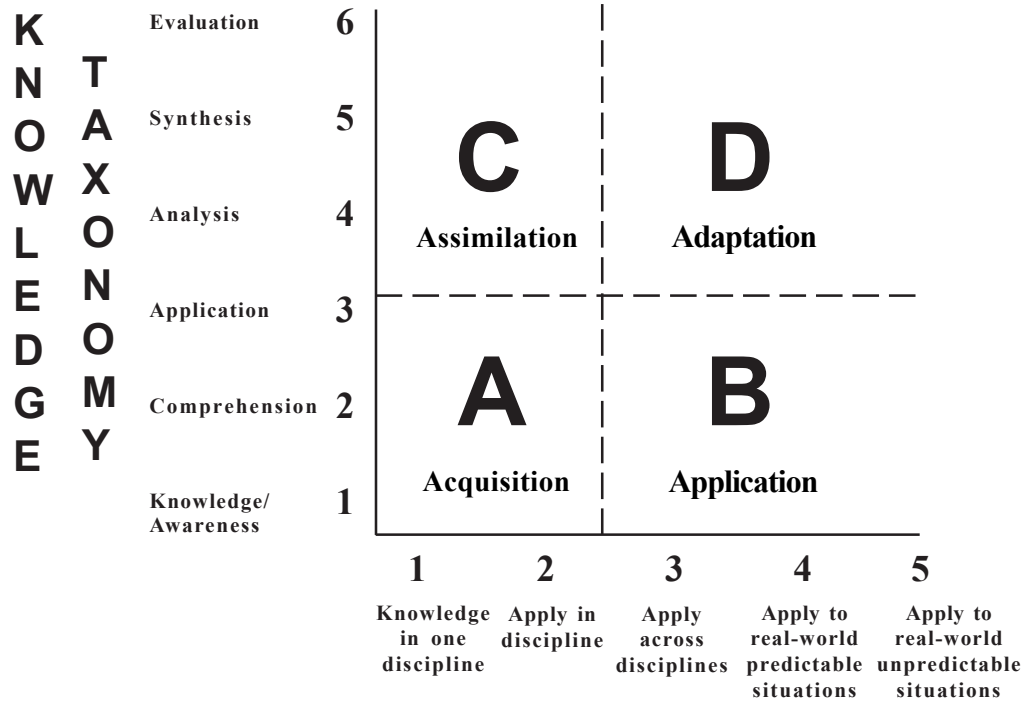 KNOWLEDGE
TAXONOMY
Evaluation 6
Synthesis 5
Analysis 4
Application 3
Comprehension 2
Knowledge/
Awareness
1
C
Assimilation
D
Adaptation
A
Acquisition
B
Application
1
Knowledge
in one
discipline
2
Apply in
discipline
3
Apply
across
disciplines
4
Apply to
real-world
predictable
situations
5
Apply to
real-world
unpredictable
situations